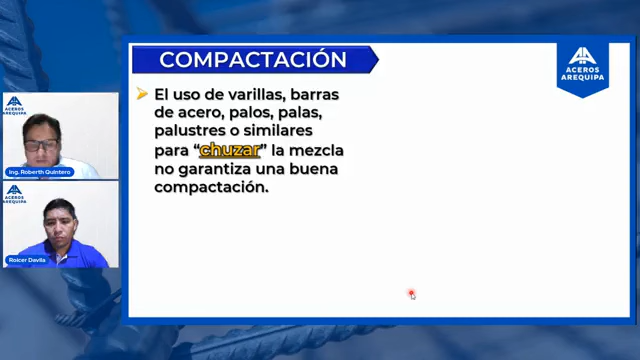 COMPACTACIÓN
El uso de varillas, barras
de acero, palos, palas,
palustres o similares
para “chuzar” la mezcla
no garantiza una buena
compactación.
ACEROS
AREQUIPA
ACEROS
AREQUIPA
Ing. Roberth Quintero
ACEROS
AREQUIPA
Roicer Davila